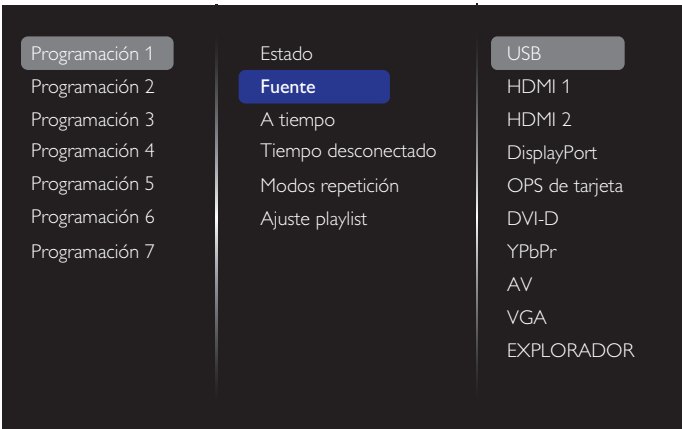 Programación 1
Programación 2
Programación 3
Programación 4
Programación 5
Programación 6
Programación 7
Estado
Fuente
A tiempo
Tiempo desconectado
Modos repetición
Ajuste playlist
USB
HDMI 1
HDMI 2
DisplayPort
OPS de tarjeta
DVI-D
YPbPr
AV
VGA
EXPLORADOR